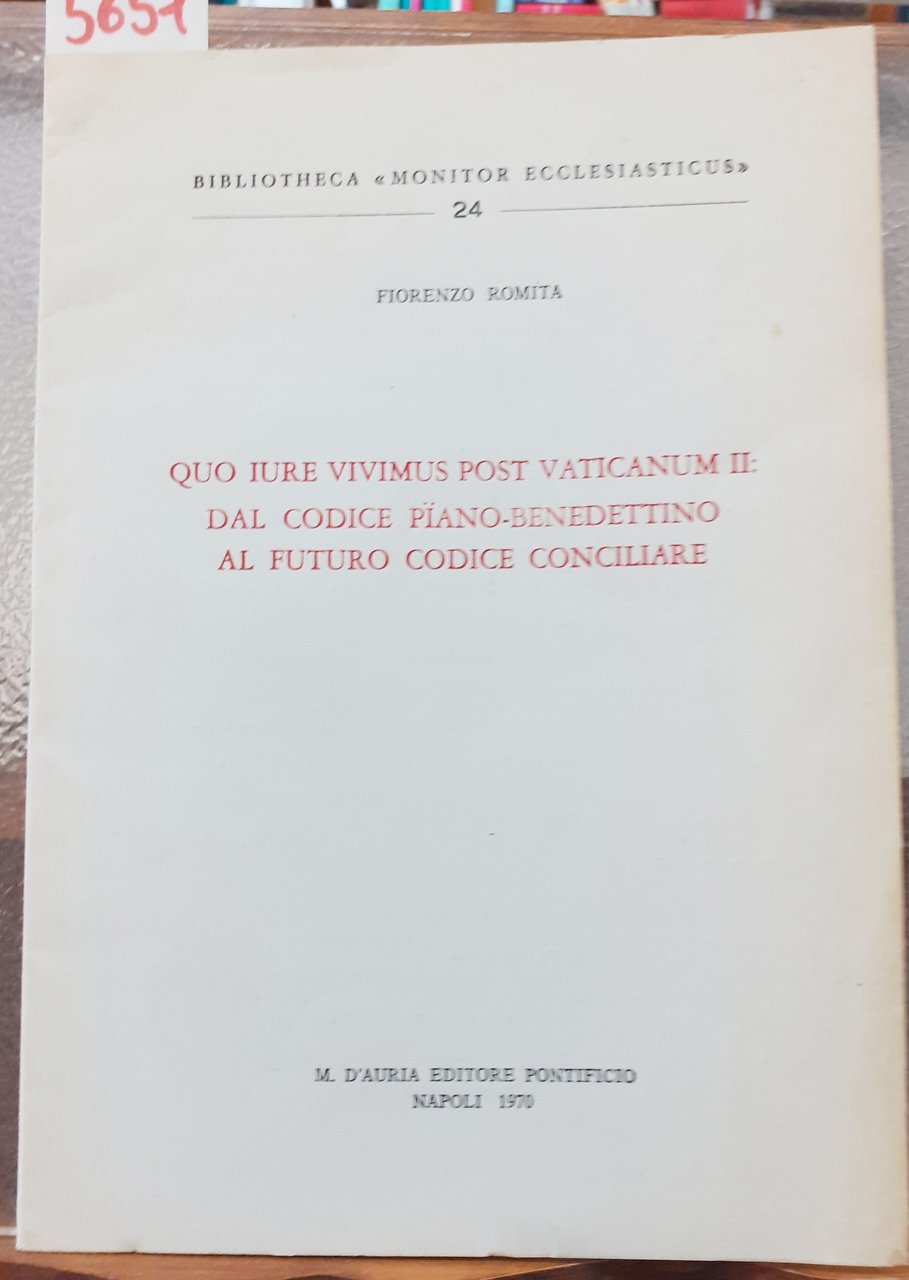 5651
BIBLIOTHECA «MONITOR ECCLESIASTICUS»
24
FIORENZO ROMITA
QUO IURE VIVIMUS POST VATICANUM II:
DAL CODICE PÏANO-BENEDETTINO
AL FUTURO CODICE CONCILIARE
M. D'AURIA EDITORE PONTIFICIO
NAPOLI 1970